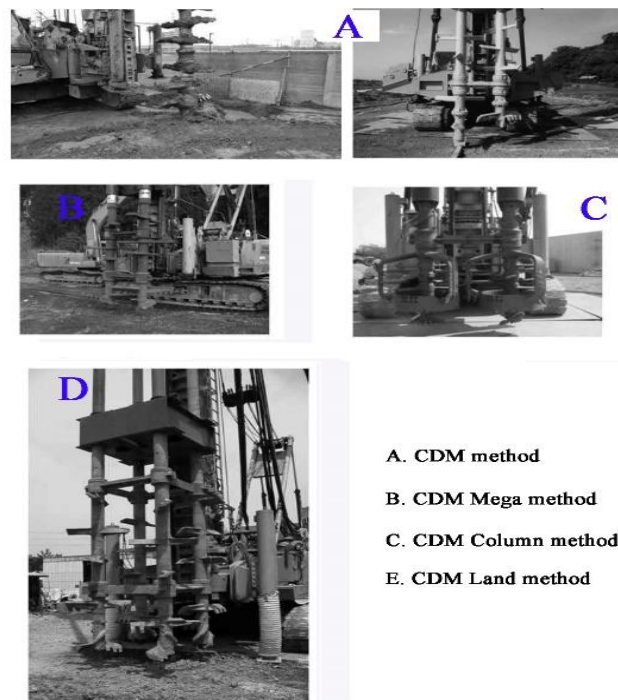 A
B
C
D
A. CDM method
B. CDM Mega method
C. CDM Column method
E. CDM Land method